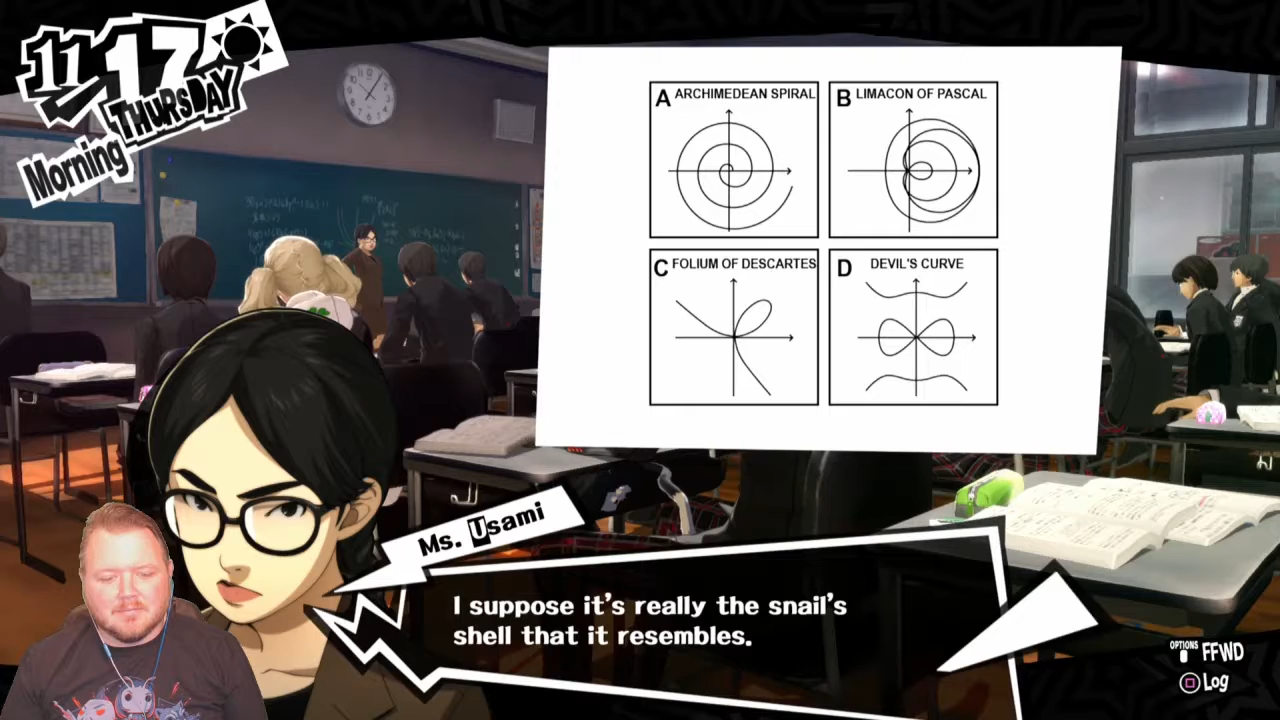 11 17
THURSDAY
Morning
A ARCHIMEDEAN SPIRAL
B LIMACON OF PASCAL
C FOLIUM OF DESCARTES
D DEVIL'S CURVE
Ms. Usami
I suppose it's really the snail's
shell that it resembles.
OPTIONS FFWD
Log